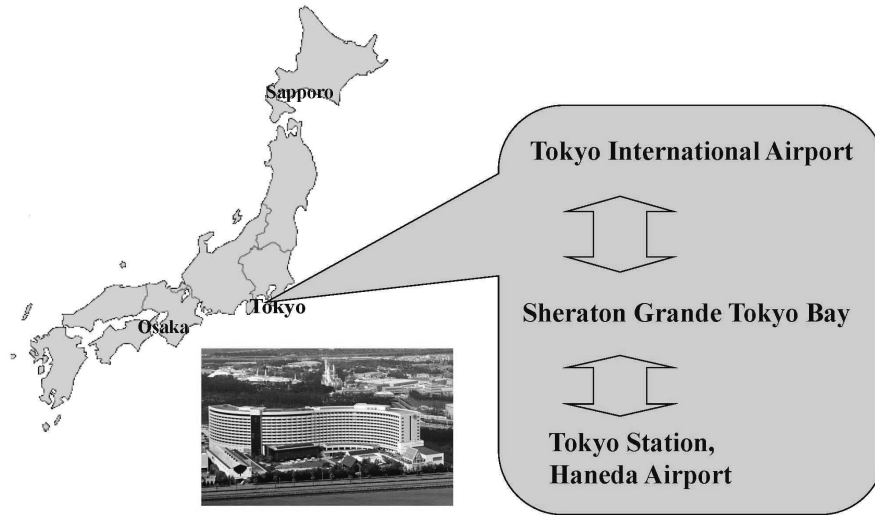 Sapporo
Tokyo
Osaka
Tokyo International Airport
Sheraton Grande Tokyo Bay
Tokyo Station,
Haneda Airport